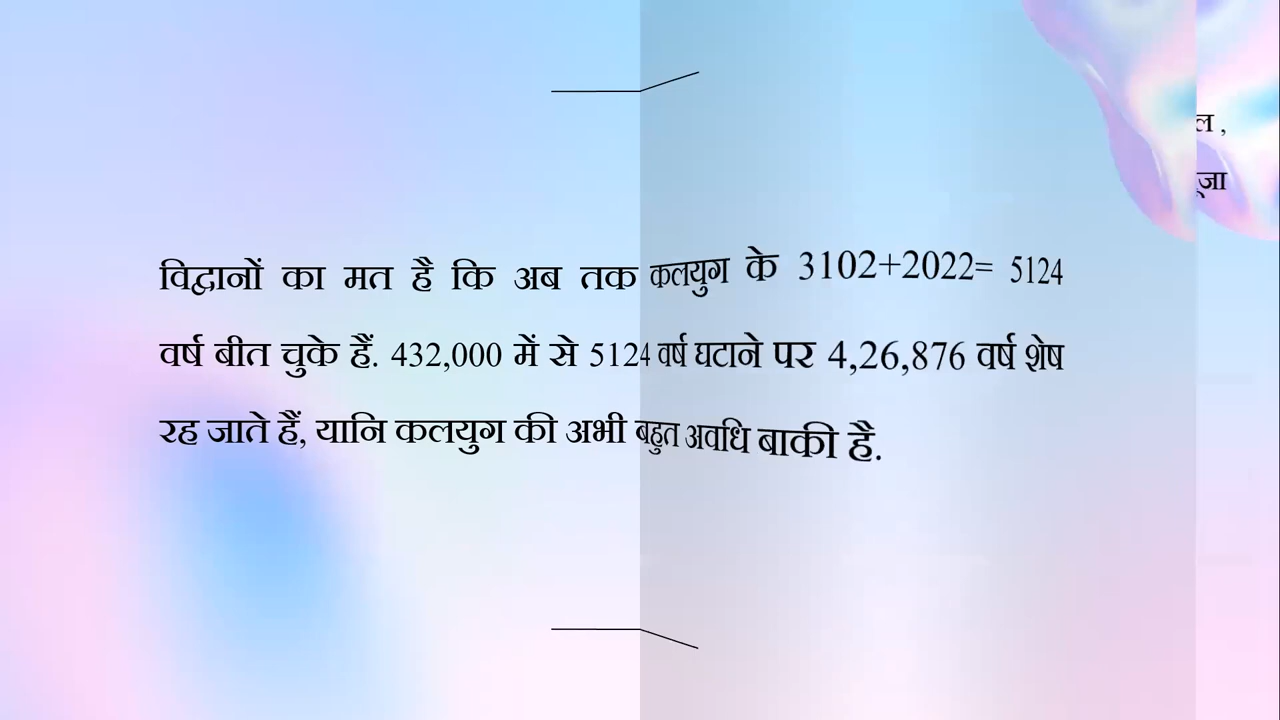 विद्वानों का मत है कि अब तक कलयुग के 3102+2022= 5124
वर्ष बीत चुके हैं. 432,000 में से 5124 वर्ष घटाने पर 4,26,876 वर्ष शेष
रह जाते हैं, यानि कलयुग की अभी बहुत अवधि बाकी है.